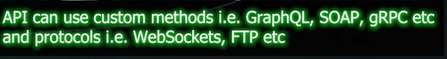 API can use custom methods i.e. GraphQL, SOAP, gRPC etc
and protocols i.e. WebSockets, FTP etc